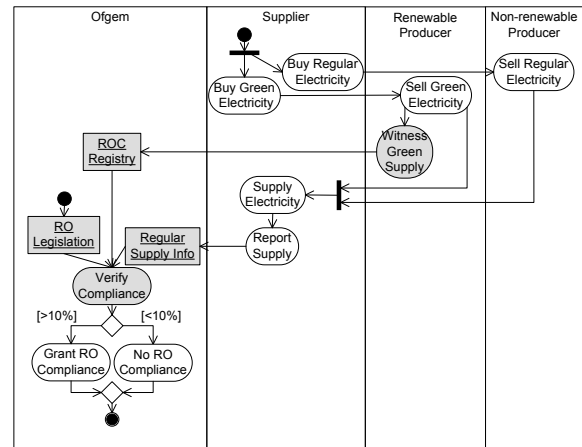 Ofgem
Supplier
Renewable
Producer
Non-renewable
Producer
Buy Regular
Electricity
Sell Regular
Electricity
Buy Green
Electricity
Sell Green
Electricity
ROC
Registry
Witness
Green
Supply
Supply
Electricity
RO
Legislation
Regular
Supply Info
Report
Supply
Verify
Compliance
[>10%]
[<10%]
Grant RO
Compliance
No RO
Compliance